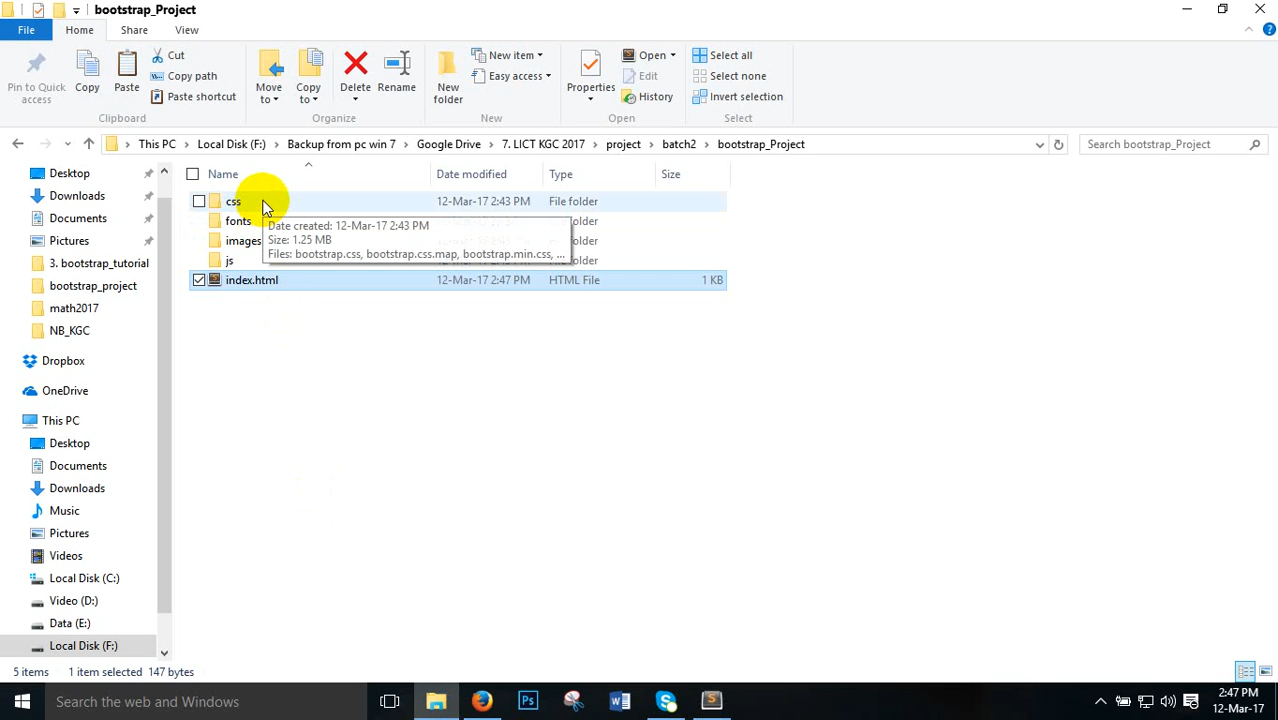 bootstrap_Project
File
Home
Share
View
Pin to Quick access
Copy
Paste
Cut
Copy path
Paste shortcut
Clipboard
Move to
Copy to
Delete
Rename
Organize
New folder
New item
Easy access
New
Properties
Open
Edit
History
Open
Select all
Select none
Invert selection
Select
This PC > Local Disk (F:) > Backup from pc win 7 > Google Drive > 7. LICT KGC 2017 > project > batch2 > bootstrap_Project
Search bootstrap_Project
Name Date modified Type Size
css 12-Mar-17 2:43 PM File folder
fonts
Date created: 12-Mar-17 2:43 PM
images
Size: 1.25 MB
Files: bootstrap.css, bootstrap.css.map, bootstrap.min.css, ...
js
index.html 12-Mar-17 2:47 PM HTML File 1 KB
Desktop
Downloads
Documents
Pictures
3. bootstrap_tutorial
bootstrap_project
math2017
NB_KGC
Dropbox
OneDrive
This PC
Desktop
Documents
Downloads
Music
Pictures
Videos
Local Disk (C:)
Video (D:)
Data (E:)
Local Disk (F:)
5 items 1 item selected 147 bytes
Search the web and Windows
2:47 PM
12-Mar-17